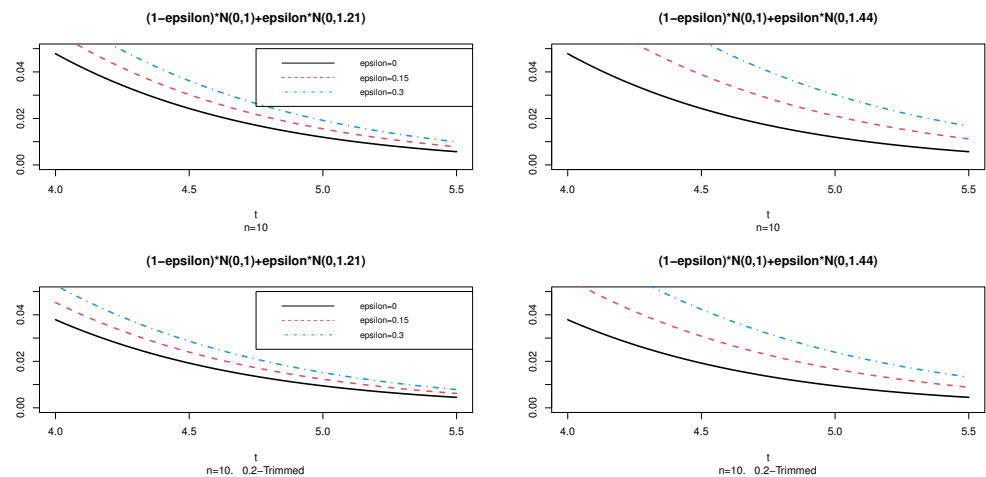 (1−epsilon)*N(0,1)+epsilon*N(0,1.21)
0.00 0.02 0.04
epsilon=0
epsilon=0.15
epsilon=0.3
4.0 4.5 5.0 5.5
t
n=10
(1−epsilon)*N(0,1)+epsilon*N(0,1.44)
0.00 0.02 0.04
4.0 4.5 5.0 5.5
t
n=10
(1−epsilon)*N(0,1)+epsilon*N(0,1.21)
0.00 0.02 0.04
epsilon=0
epsilon=0.15
epsilon=0.3
4.0 4.5 5.0 5.5
t
n=10. 0.2−Trimmed
(1−epsilon)*N(0,1)+epsilon*N(0,1.44)
0.00 0.02 0.04
4.0 4.5 5.0 5.5
t
n=10. 0.2−Trimmed